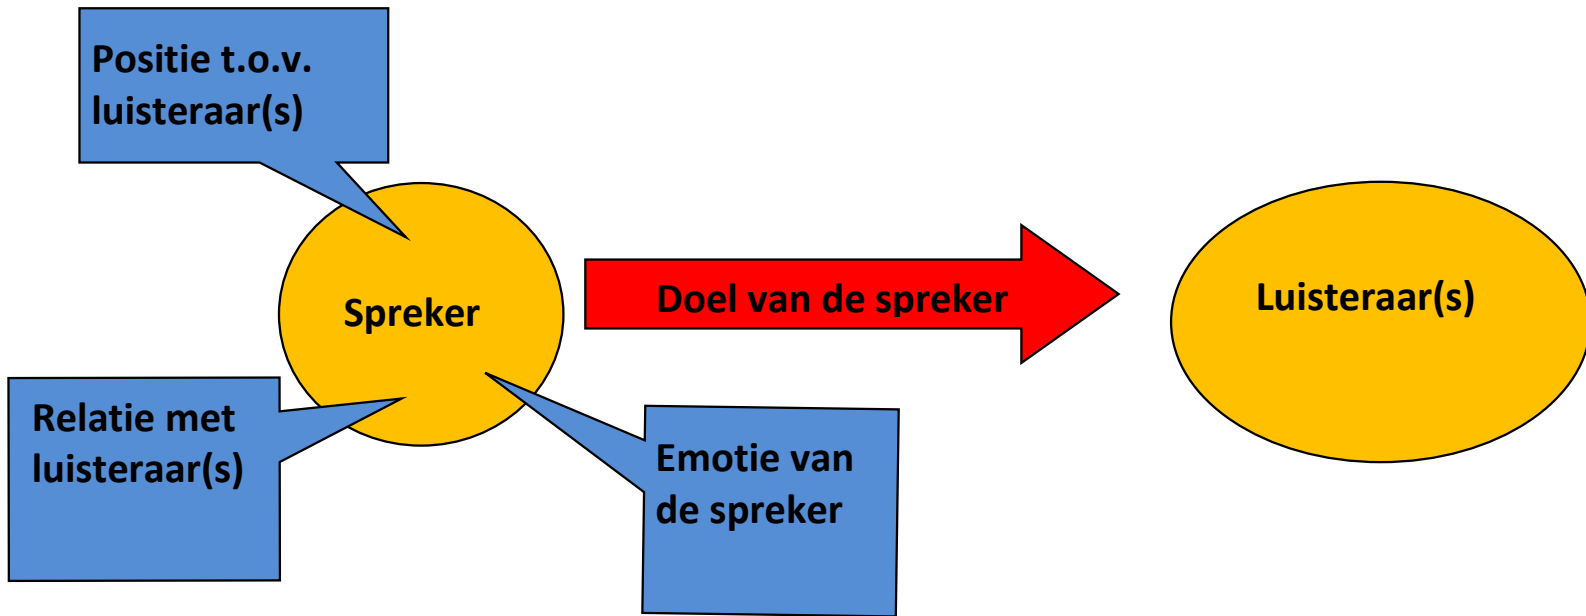 Positie t.o.v.
luisteraar(s)
Spreker
Doel van de spreker
Luisteraar(s)
Relatie met
luisteraar(s)
Emotie van
de spreker